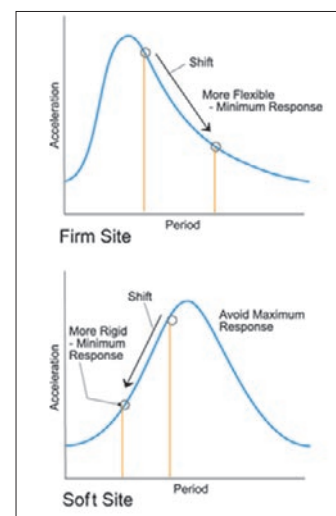 Shift
More Flexible
- Minimum Response
Acceleration
Period
Firm Site
Shift
More Rigid
- Minimum
Response
Avoid Maximum
Response
Acceleration
Period
Soft Site